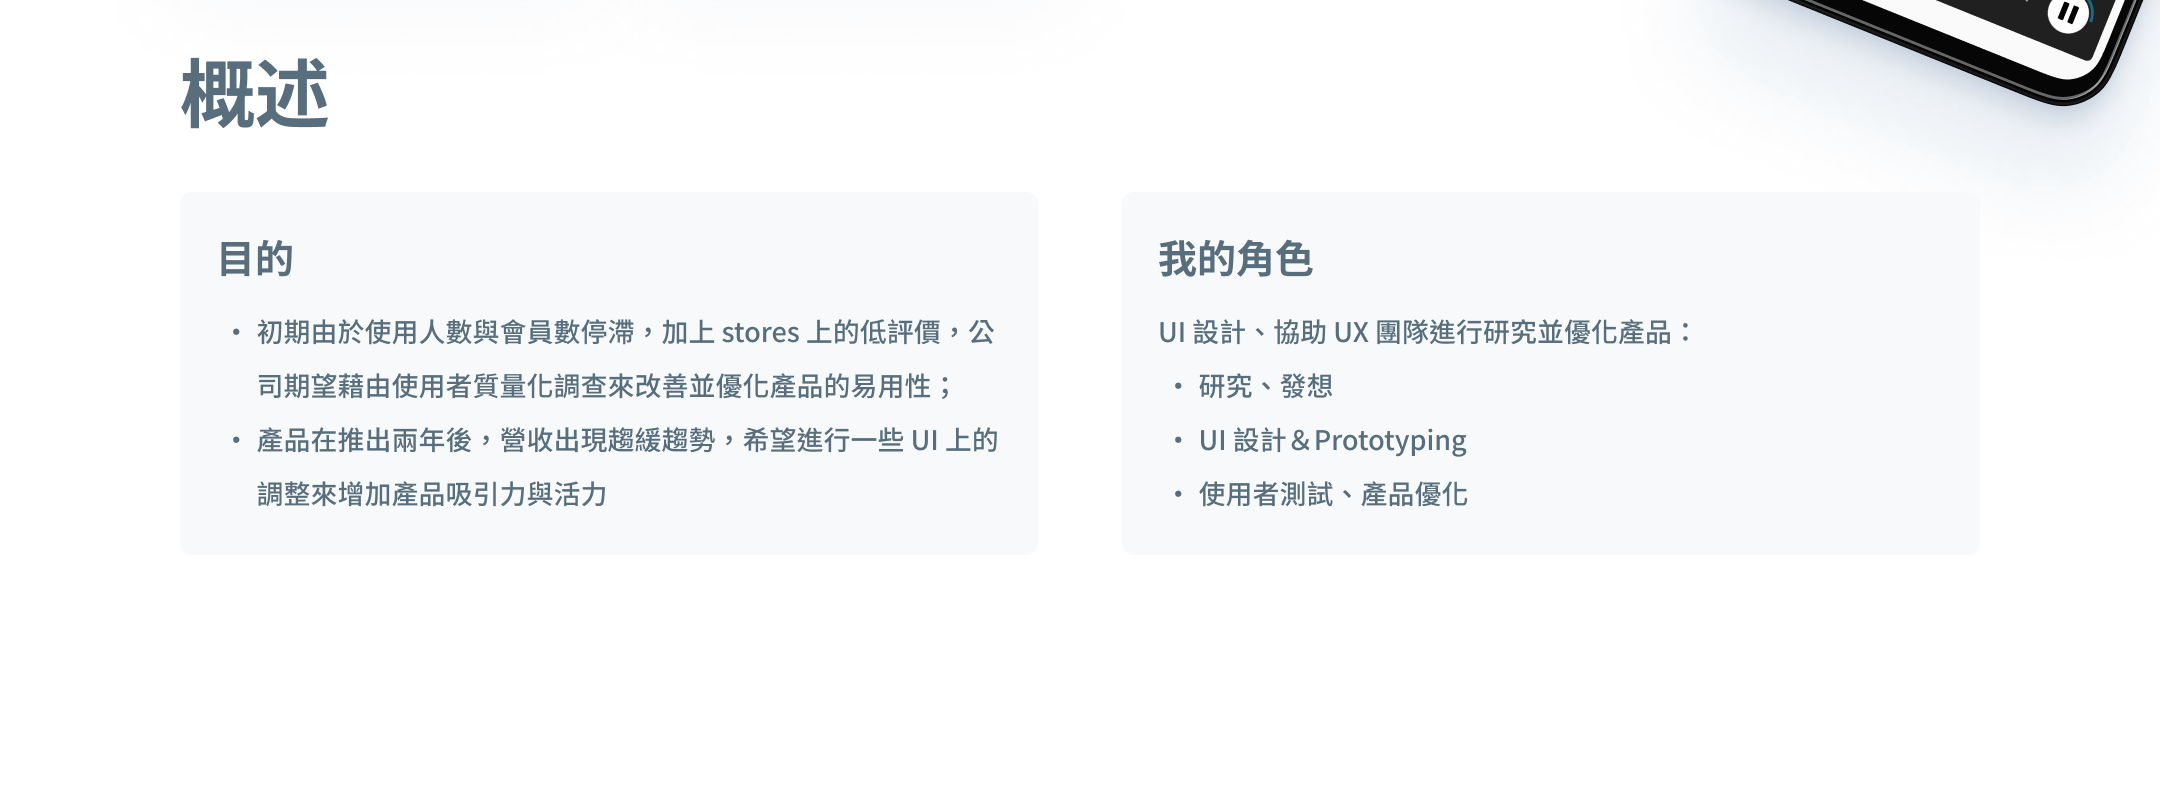 概述
目的
• 初期由於使用人數與會員數停滯，加上 stores 上的低評價，公
司期望藉由使用者質量化調查來改善並優化產品的易用性；
• 產品在推出兩年後，營收出現趨緩趨勢，希望進行一些 UI 上的
調整來增加產品吸引力與活力
我的角色
UI 設計、協助 UX 團隊進行研究並優化產品：
• 研究、發想
• UI 設計＆Prototyping
• 使用者測試、產品優化